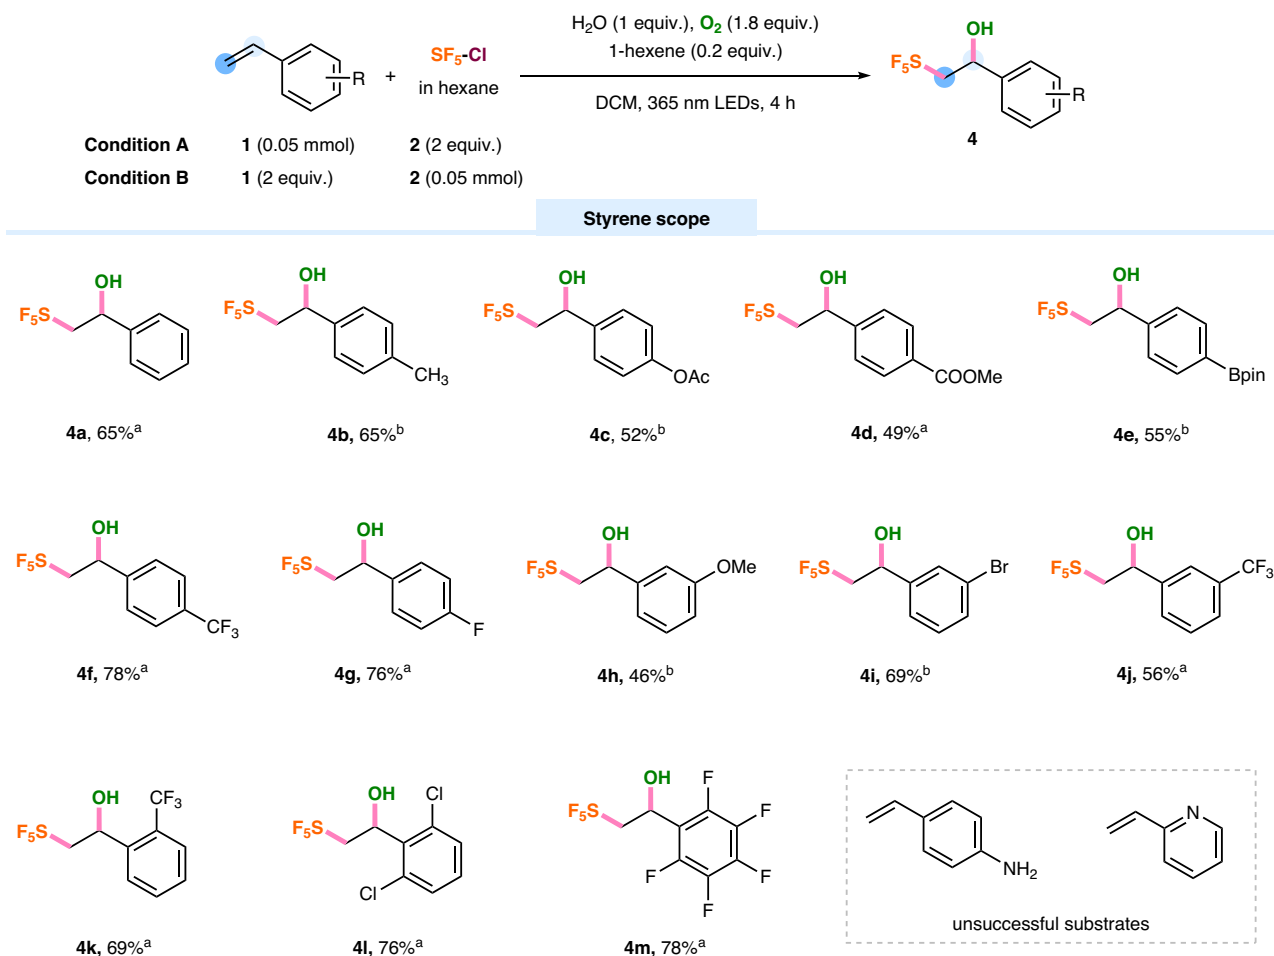 H₂O (1 equiv.), O₂ (1.8 equiv.)
1-hexene (0.2 equiv.)
DCM, 365 nm LEDs, 4 h
R
+
SF₅-Cl
in hexane
OH
F₅S
R
4
Condition A 1 (0.05 mmol) 2 (2 equiv.)
Condition B 1 (2 equiv.) 2 (0.05 mmol)
Styrene scope
OH
F₅S
4a, 65%ᵃ
OH
F₅S
CH₃
4b, 65%ᵇ
OH
F₅S
OAc
4c, 52%ᵇ
OH
F₅S
COOMe
4d, 49%ᵃ
OH
F₅S
Bpin
4e, 55%ᵇ
OH
F₅S
CF₃
4f, 78%ᵃ
OH
F₅S
F
4g, 76%ᵃ
OH
F₅S
OMe
4h, 46%ᵇ
OH
F₅S
Br
4i, 69%ᵇ
OH
F₅S
CF₃
4j, 56%ᵃ
OH
CF₃
F₅S
4k, 69%ᵃ
OH
Cl
F₅S
Cl
4l, 76%ᵃ
OH
F
F₅S
F
F
F
F
4m, 78%ᵃ
NH₂
N
unsuccessful substrates